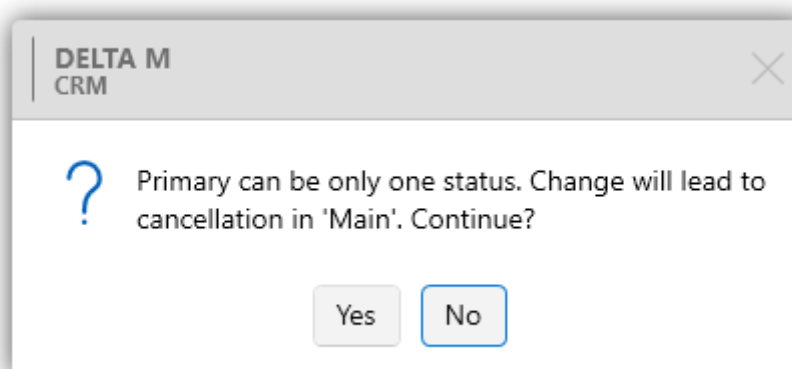 DELTA M
CRM
Primary can be only one status. Change will lead to
cancellation in 'Main'. Continue?
Yes
No